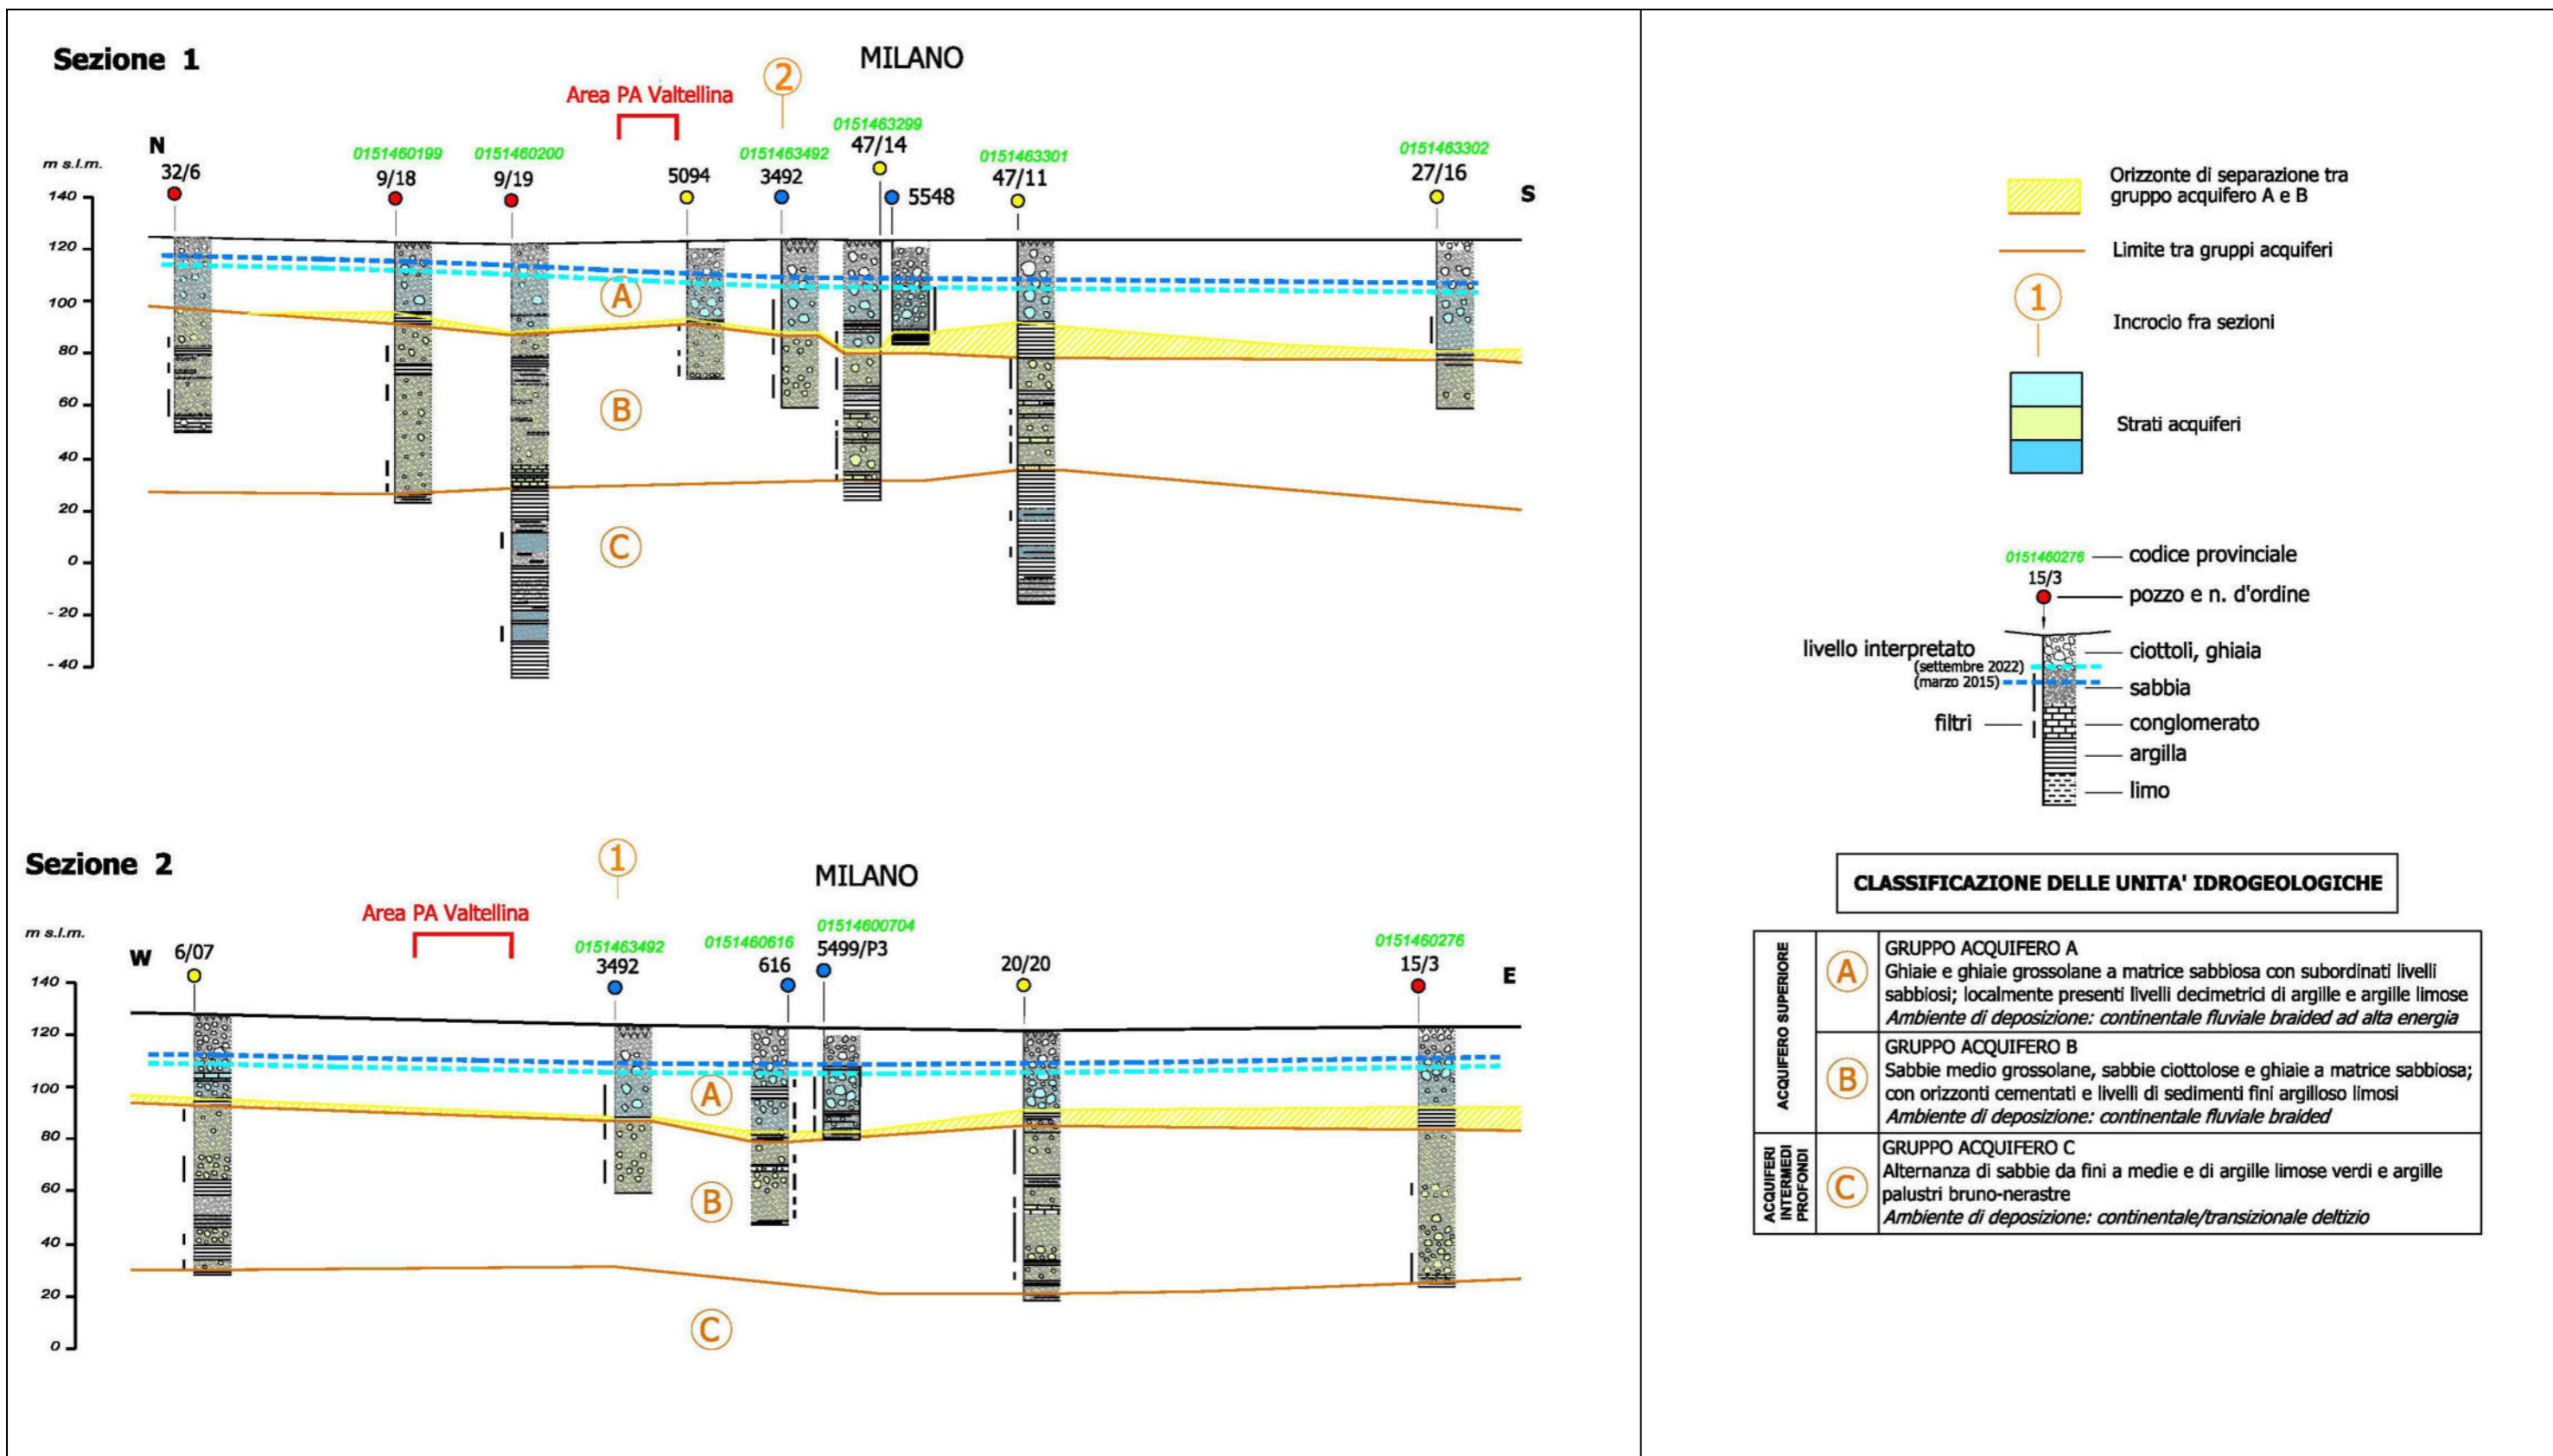 Sezione 1
MILANO
2
Area PA Valtellina
N
S
m s.l.m.
32/6
0151460199
9/18
0151460200
9/19
5094
0151463492
3492
0151463299
47/14
5548
0151463301
47/11
0151463302
27/16
140
120
100
80
60
40
20
0
- 20
- 40
A
B
C
Sezione 2
1
MILANO
Area PA Valtellina
m s.l.m.
W
E
6/07
0151463492
3492
0151460616
616
01514600704
5499/P3
20/20
0151460276
15/3
140
120
100
80
60
40
20
0
A
B
C
Orizzonte di separazione tra
gruppo acquifero A e B
Limite tra gruppi acquiferi
1
Incrocio fra sezioni
Strati acquiferi
0151460276
codice provinciale
15/3
pozzo e n. d'ordine
livello interpretato
(settembre 2022)
(marzo 2015)
ciottoli, ghiaia
sabbia
filtri
conglomerato
argilla
limo
CLASSIFICAZIONE DELLE UNITA' IDROGEOLOGICHE
ACQUIFERO SUPERIORE
A
GRUPPO ACQUIFERO A
Ghiaie e ghiaie grossolane a matrice sabbiosa con subordinati livelli
sabbiosi; localmente presenti livelli decimetrici di argille e argille limose
Ambiente di deposizione: continentale fluviale braided ad alta energia
B
GRUPPO ACQUIFERO B
Sabbie medio grossolane, sabbie ciottolose e ghiaie a matrice sabbiosa;
con orizzonti cementati e livelli di sedimenti fini argilloso limosi
Ambiente di deposizione: continentale fluviale braided
ACQUIFERI
INTERMEDI
PROFONDI
C
GRUPPO ACQUIFERO C
Alternanza di sabbie da fini a medie e di argille limose verdi e argille
palustri bruno-nerastre
Ambiente di deposizione: continentale/transizionale deltizio